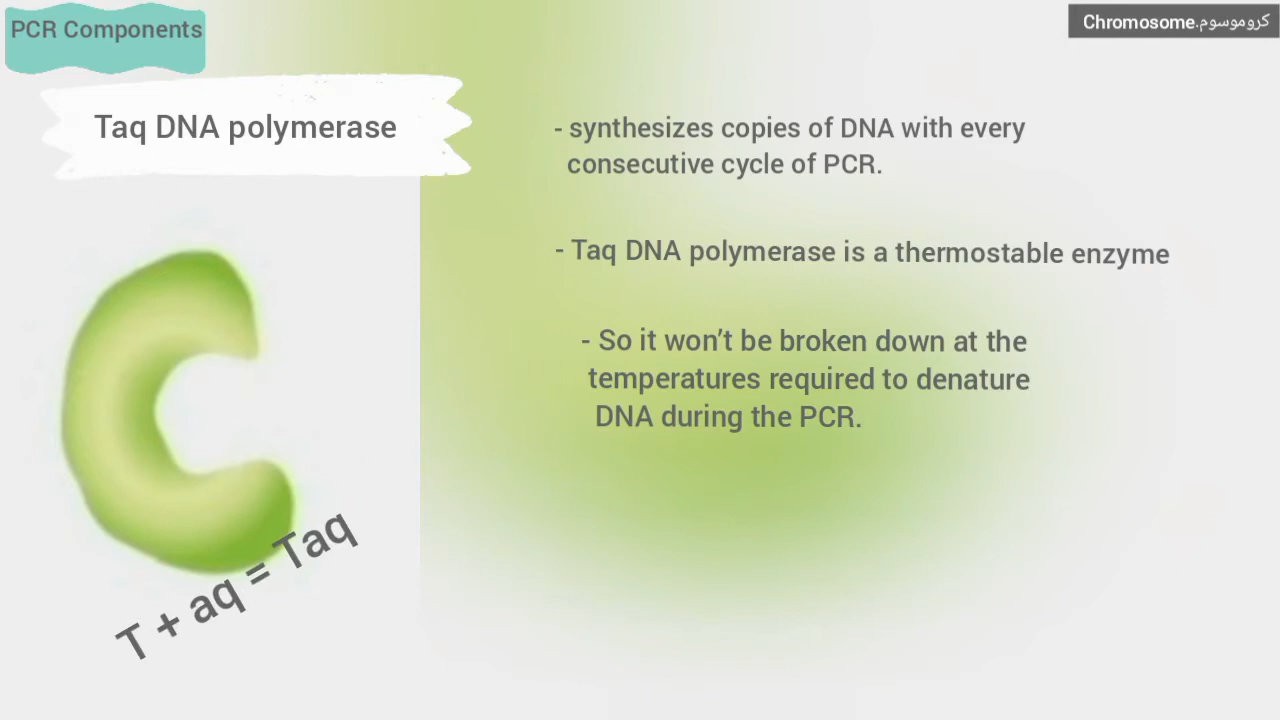 PCR Components
Chromosome.كروموسوم
Taq DNA polymerase
- synthesizes copies of DNA with every
consecutive cycle of PCR.
- Taq DNA polymerase is a thermostable enzyme
- So it won’t be broken down at the
temperatures required to denature
DNA during the PCR.
T + aq = Taq